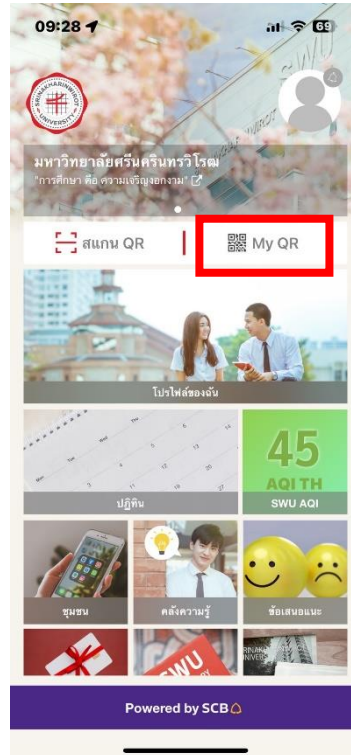 09:28
69
SRINAKHARINWIROT
UNIVERSITY
มหาวิทยาลัยศรีนครินทรวิโรฒ
"การศึกษา คือ ความเจริญงอกงาม"
สแกน QR
My QR
โปรไฟล์ของฉัน
ปฏิทิน
45
AQI TH
SWU AQI
ชุมชน
คลังความรู้
ข้อเสนอแนะ
SWU
Powered by SCB